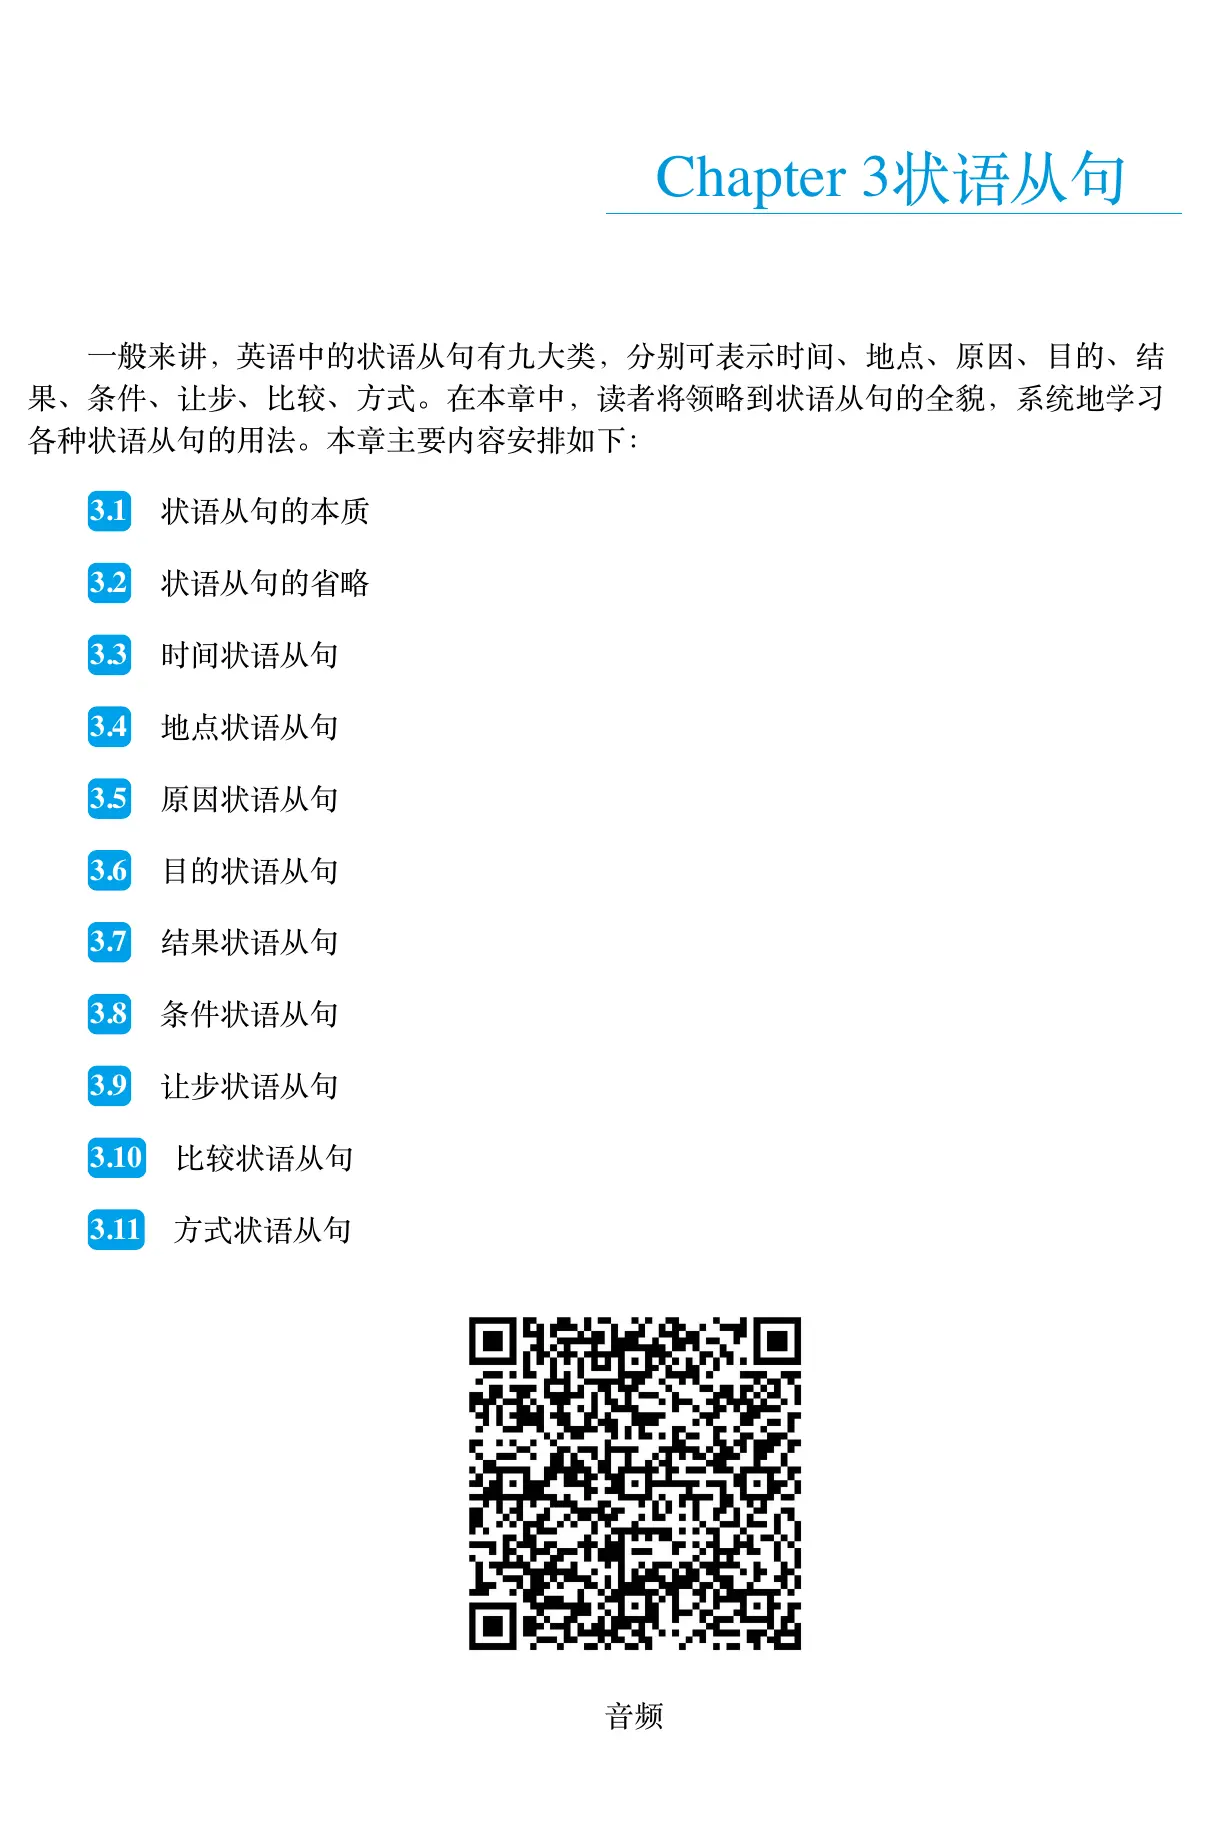 Chapter 3状语从句
一般来讲，英语中的状语从句有九大类，分别可表示时间、地点、原因、目的、结
果、条件、让步、比较、方式。在本章中，读者将领略到状语从句的全貌，系统地学习
各种状语从句的用法。本章主要内容安排如下：
3.1 状语从句的本质
3.2 状语从句的省略
3.3 时间状语从句
3.4 地点状语从句
3.5 原因状语从句
3.6 目的状语从句
3.7 结果状语从句
3.8 条件状语从句
3.9 让步状语从句
3.10 比较状语从句
3.11 方式状语从句
音频